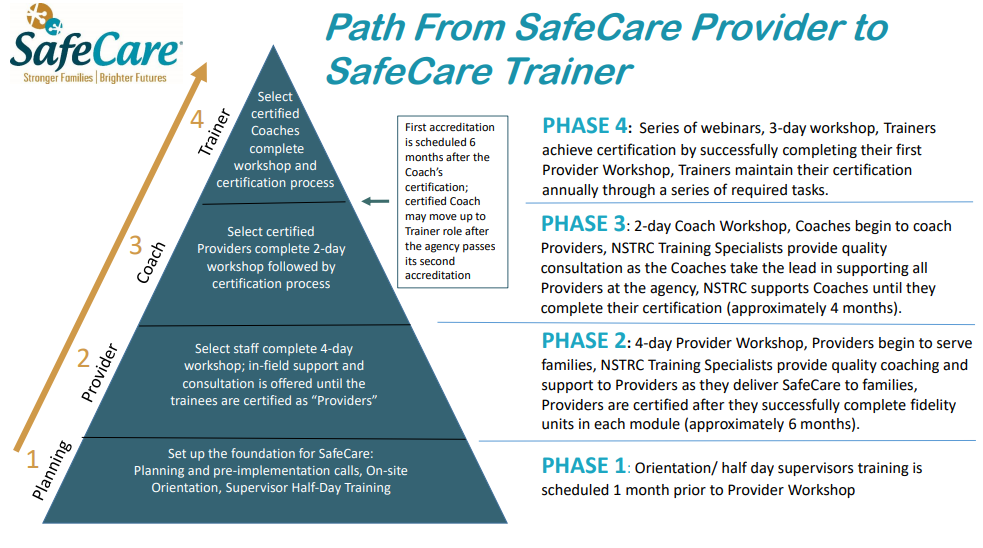 SafeCare®
Stronger Families | Brighter Futures
Path From SafeCare Provider to
SafeCare Trainer
4
Trainer
3
Coach
2
Provider
1
Planning
Select
certified
Coaches
complete
workshop and
certification process
Select certified
Providers complete 2-day
workshop followed by
certification process
Select staff complete 4-day
workshop; in-field support and
consultation is offered until the
trainees are certified as “Providers”
Set up the foundation for SafeCare:
Planning and pre-implementation calls, On-site
Orientation, Supervisor Half-Day Training
First accreditation
is scheduled 6
months after the
Coach’s
certification;
certified Coach
may move up to
Trainer role after
the agency passes
its second
accreditation
PHASE 4: Series of webinars, 3-day workshop, Trainers
achieve certification by successfully completing their first
Provider Workshop, Trainers maintain their certification
annually through a series of required tasks.
PHASE 3: 2-day Coach Workshop, Coaches begin to coach
Providers, NSTRC Training Specialists provide quality
consultation as the Coaches take the lead in supporting all
Providers at the agency, NSTRC supports Coaches until they
complete their certification (approximately 4 months).
PHASE 2: 4-day Provider Workshop, Providers begin to serve
families, NSTRC Training Specialists provide quality coaching and
support to Providers as they deliver SafeCare to families,
Providers are certified after they successfully complete fidelity
units in each module (approximately 6 months).
PHASE 1: Orientation/ half day supervisors training is
scheduled 1 month prior to Provider Workshop